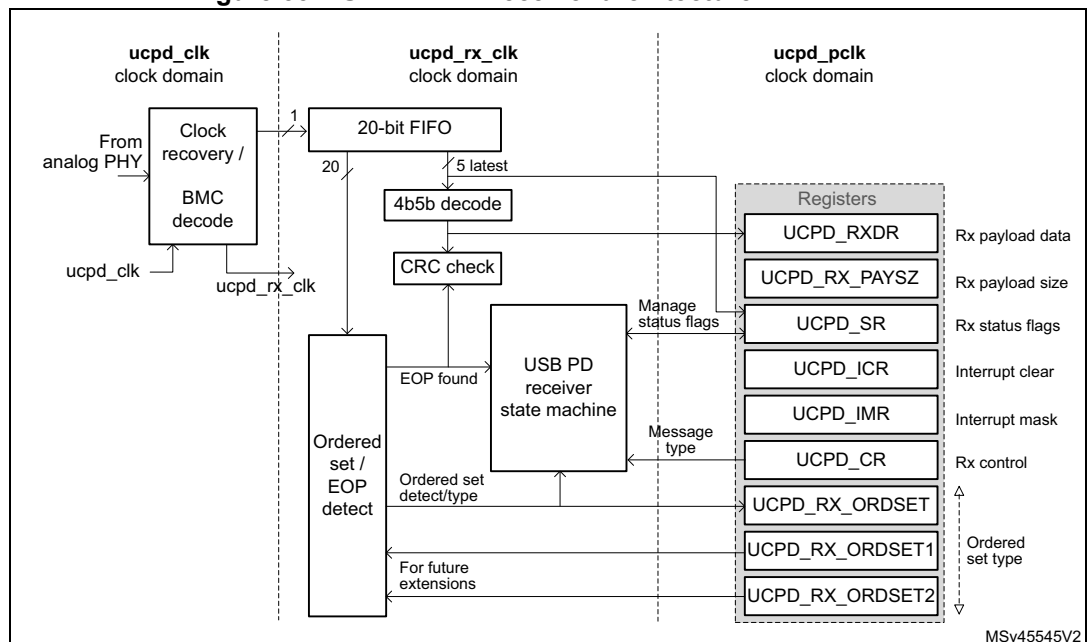 ucpd_clk
clock domain
ucpd_rx_clk
clock domain
ucpd_pclk
clock domain
From
analog PHY
Clock
recovery /
BMC
decode
ucpd_clk
ucpd_rx_clk
1
20-bit FIFO
20
5 latest
4b5b decode
CRC check
Ordered
set /
EOP
detect
EOP found
USB PD
receiver
state machine
Manage
status flags
Message
type
Ordered set
detect/type
For future
extensions
Registers
UCPD_RXDR
Rx payload data
UCPD_RX_PAYSZ
Rx payload size
UCPD_SR
Rx status flags
UCPD_ICR
Interrupt clear
UCPD_IMR
Interrupt mask
UCPD_CR
Rx control
UCPD_RX_ORDSET
UCPD_RX_ORDSET1
UCPD_RX_ORDSET2
Ordered
set type
MSv45545V2